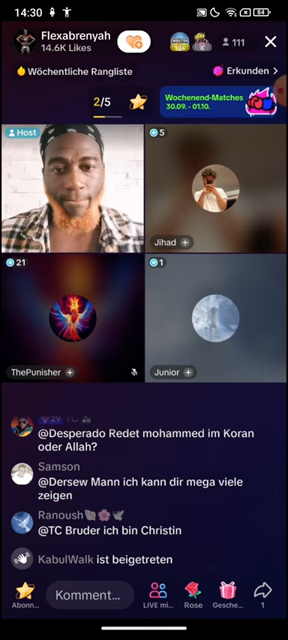 14:30
84
Flexabrenyah
14.6K Likes
111
Wöchentliche Rangliste
Erkunden >
2/5
Wochenend-Matches
30.09. - 01.10.
Host
5
Jihad +
21
1
ThePunisher +
Junior +
@Desperado Redet mohammed im Koran
oder Allah?
Samson
@Dersew Mann ich kann dir mega viele
zeigen
Ranoush
@TC Bruder ich bin Christin
KabulWalk ist beigetreten
Komment...
Abonn...
LIVE mi...
Rose
Gesche...
1